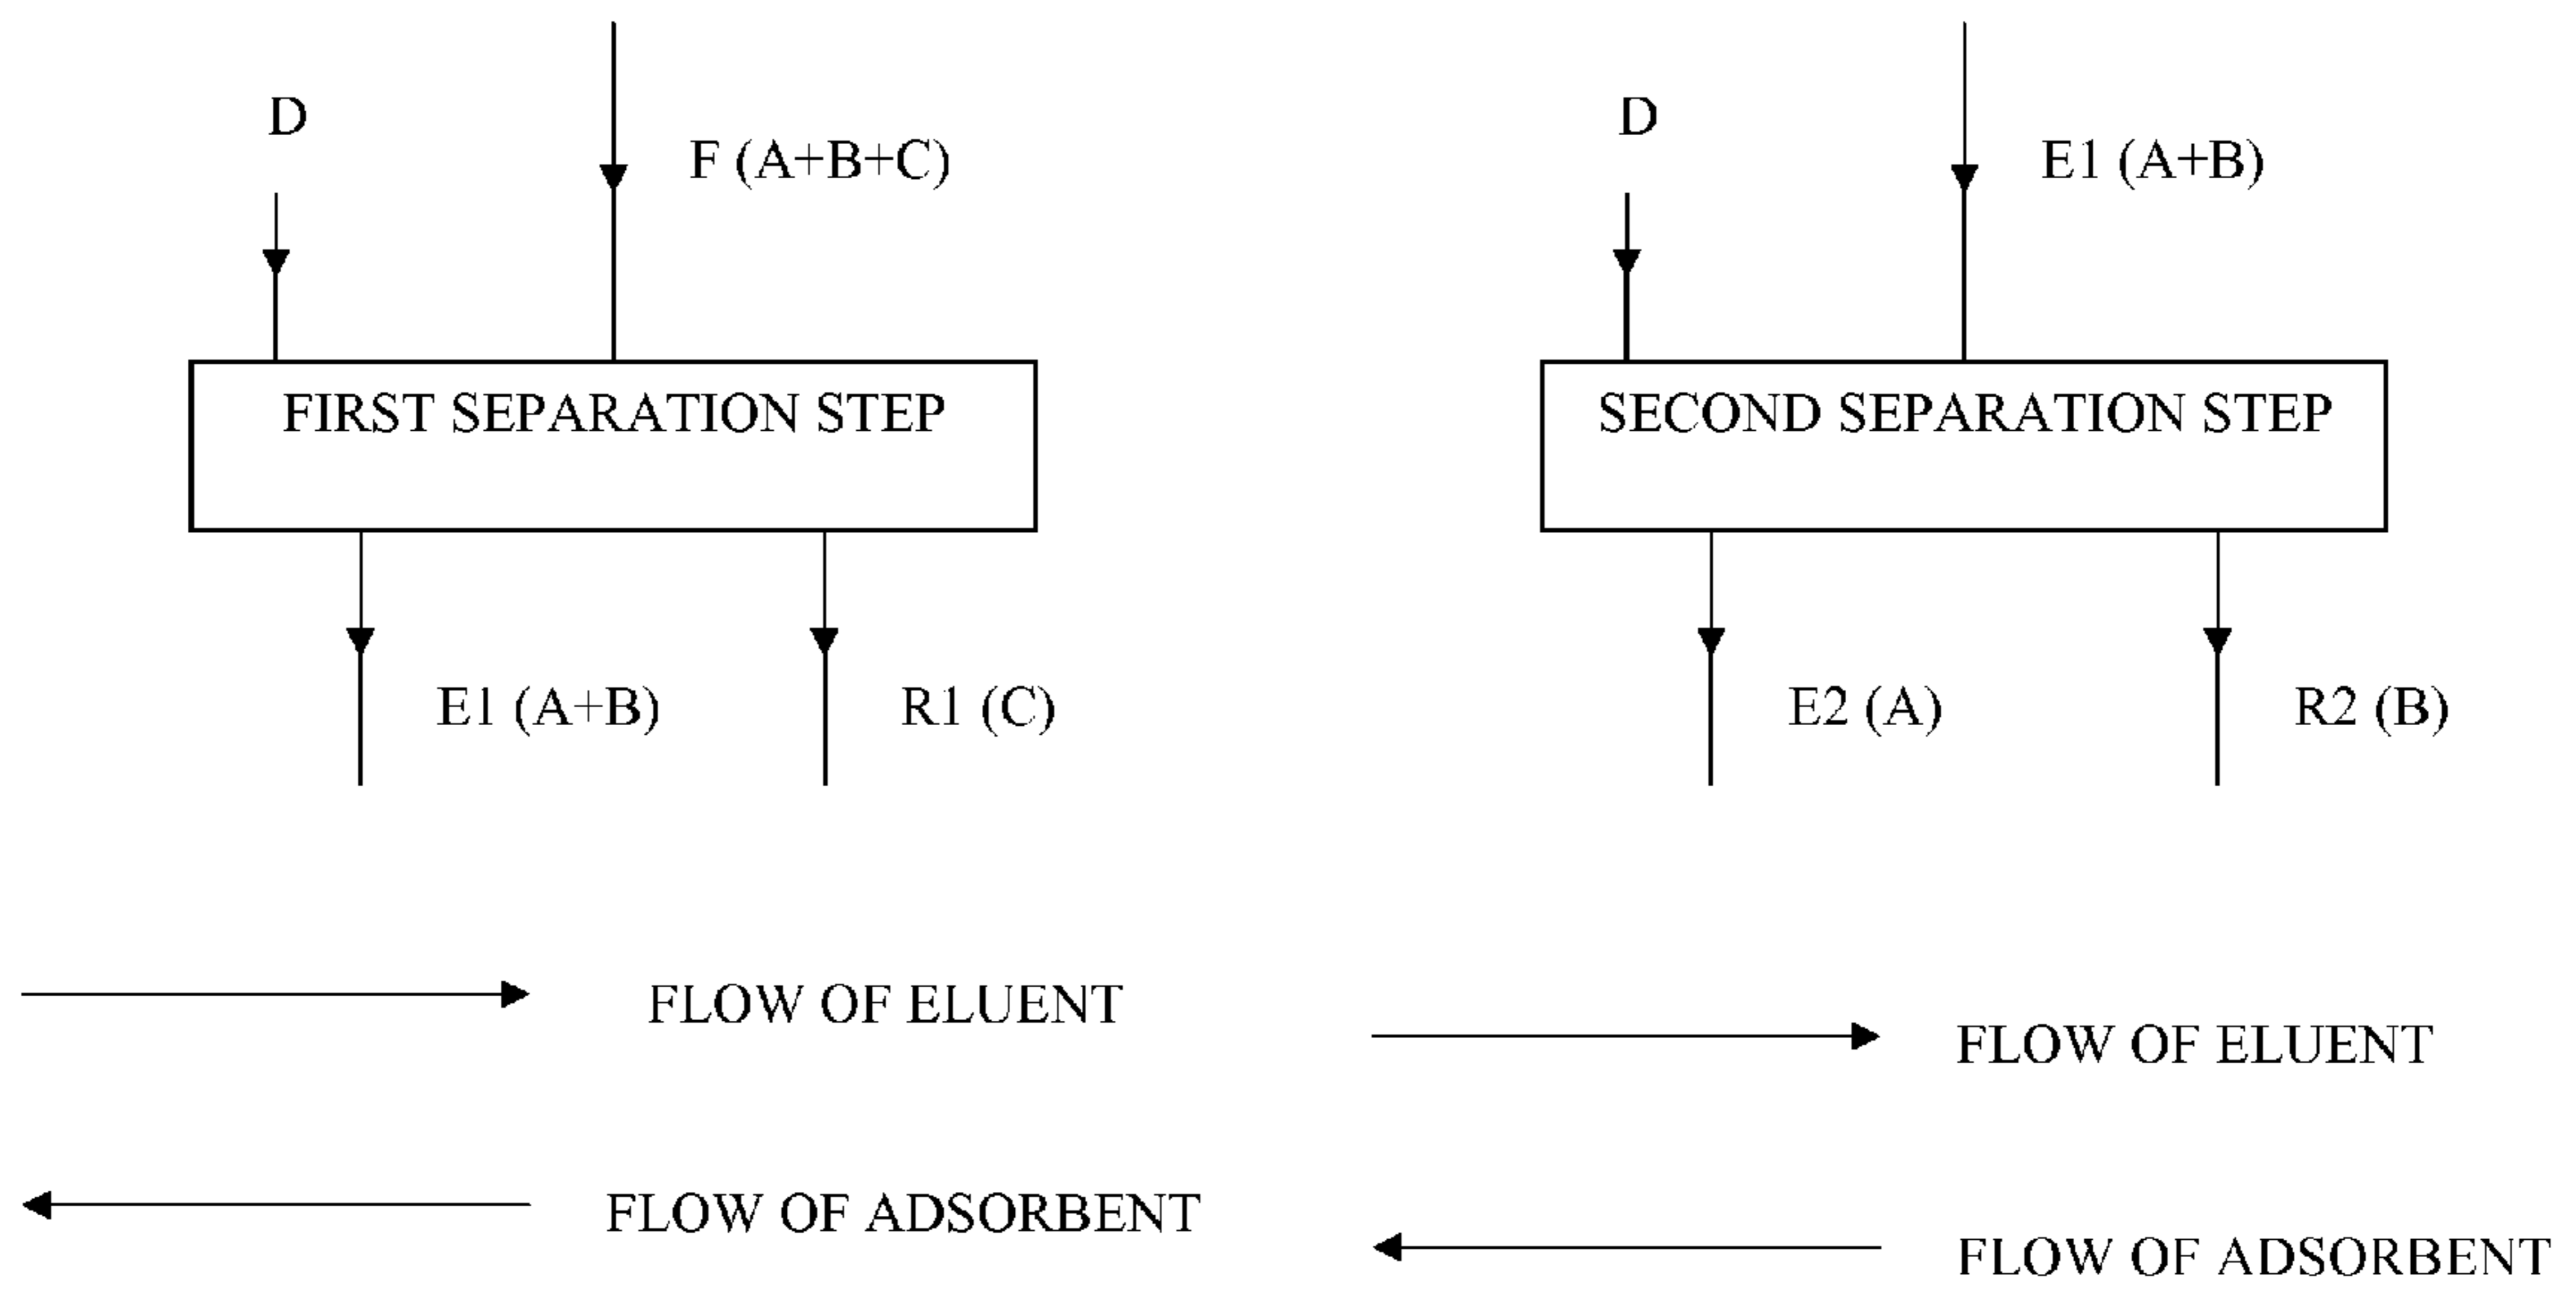 D
F (A+B+C)
FIRST SEPARATION STEP
E1 (A+B)
R1 (C)
FLOW OF ELUENT
FLOW OF ADSORBENT
D
E1 (A+B)
SECOND SEPARATION STEP
E2 (A)
R2 (B)
FLOW OF ELUENT
FLOW OF ADSORBENT